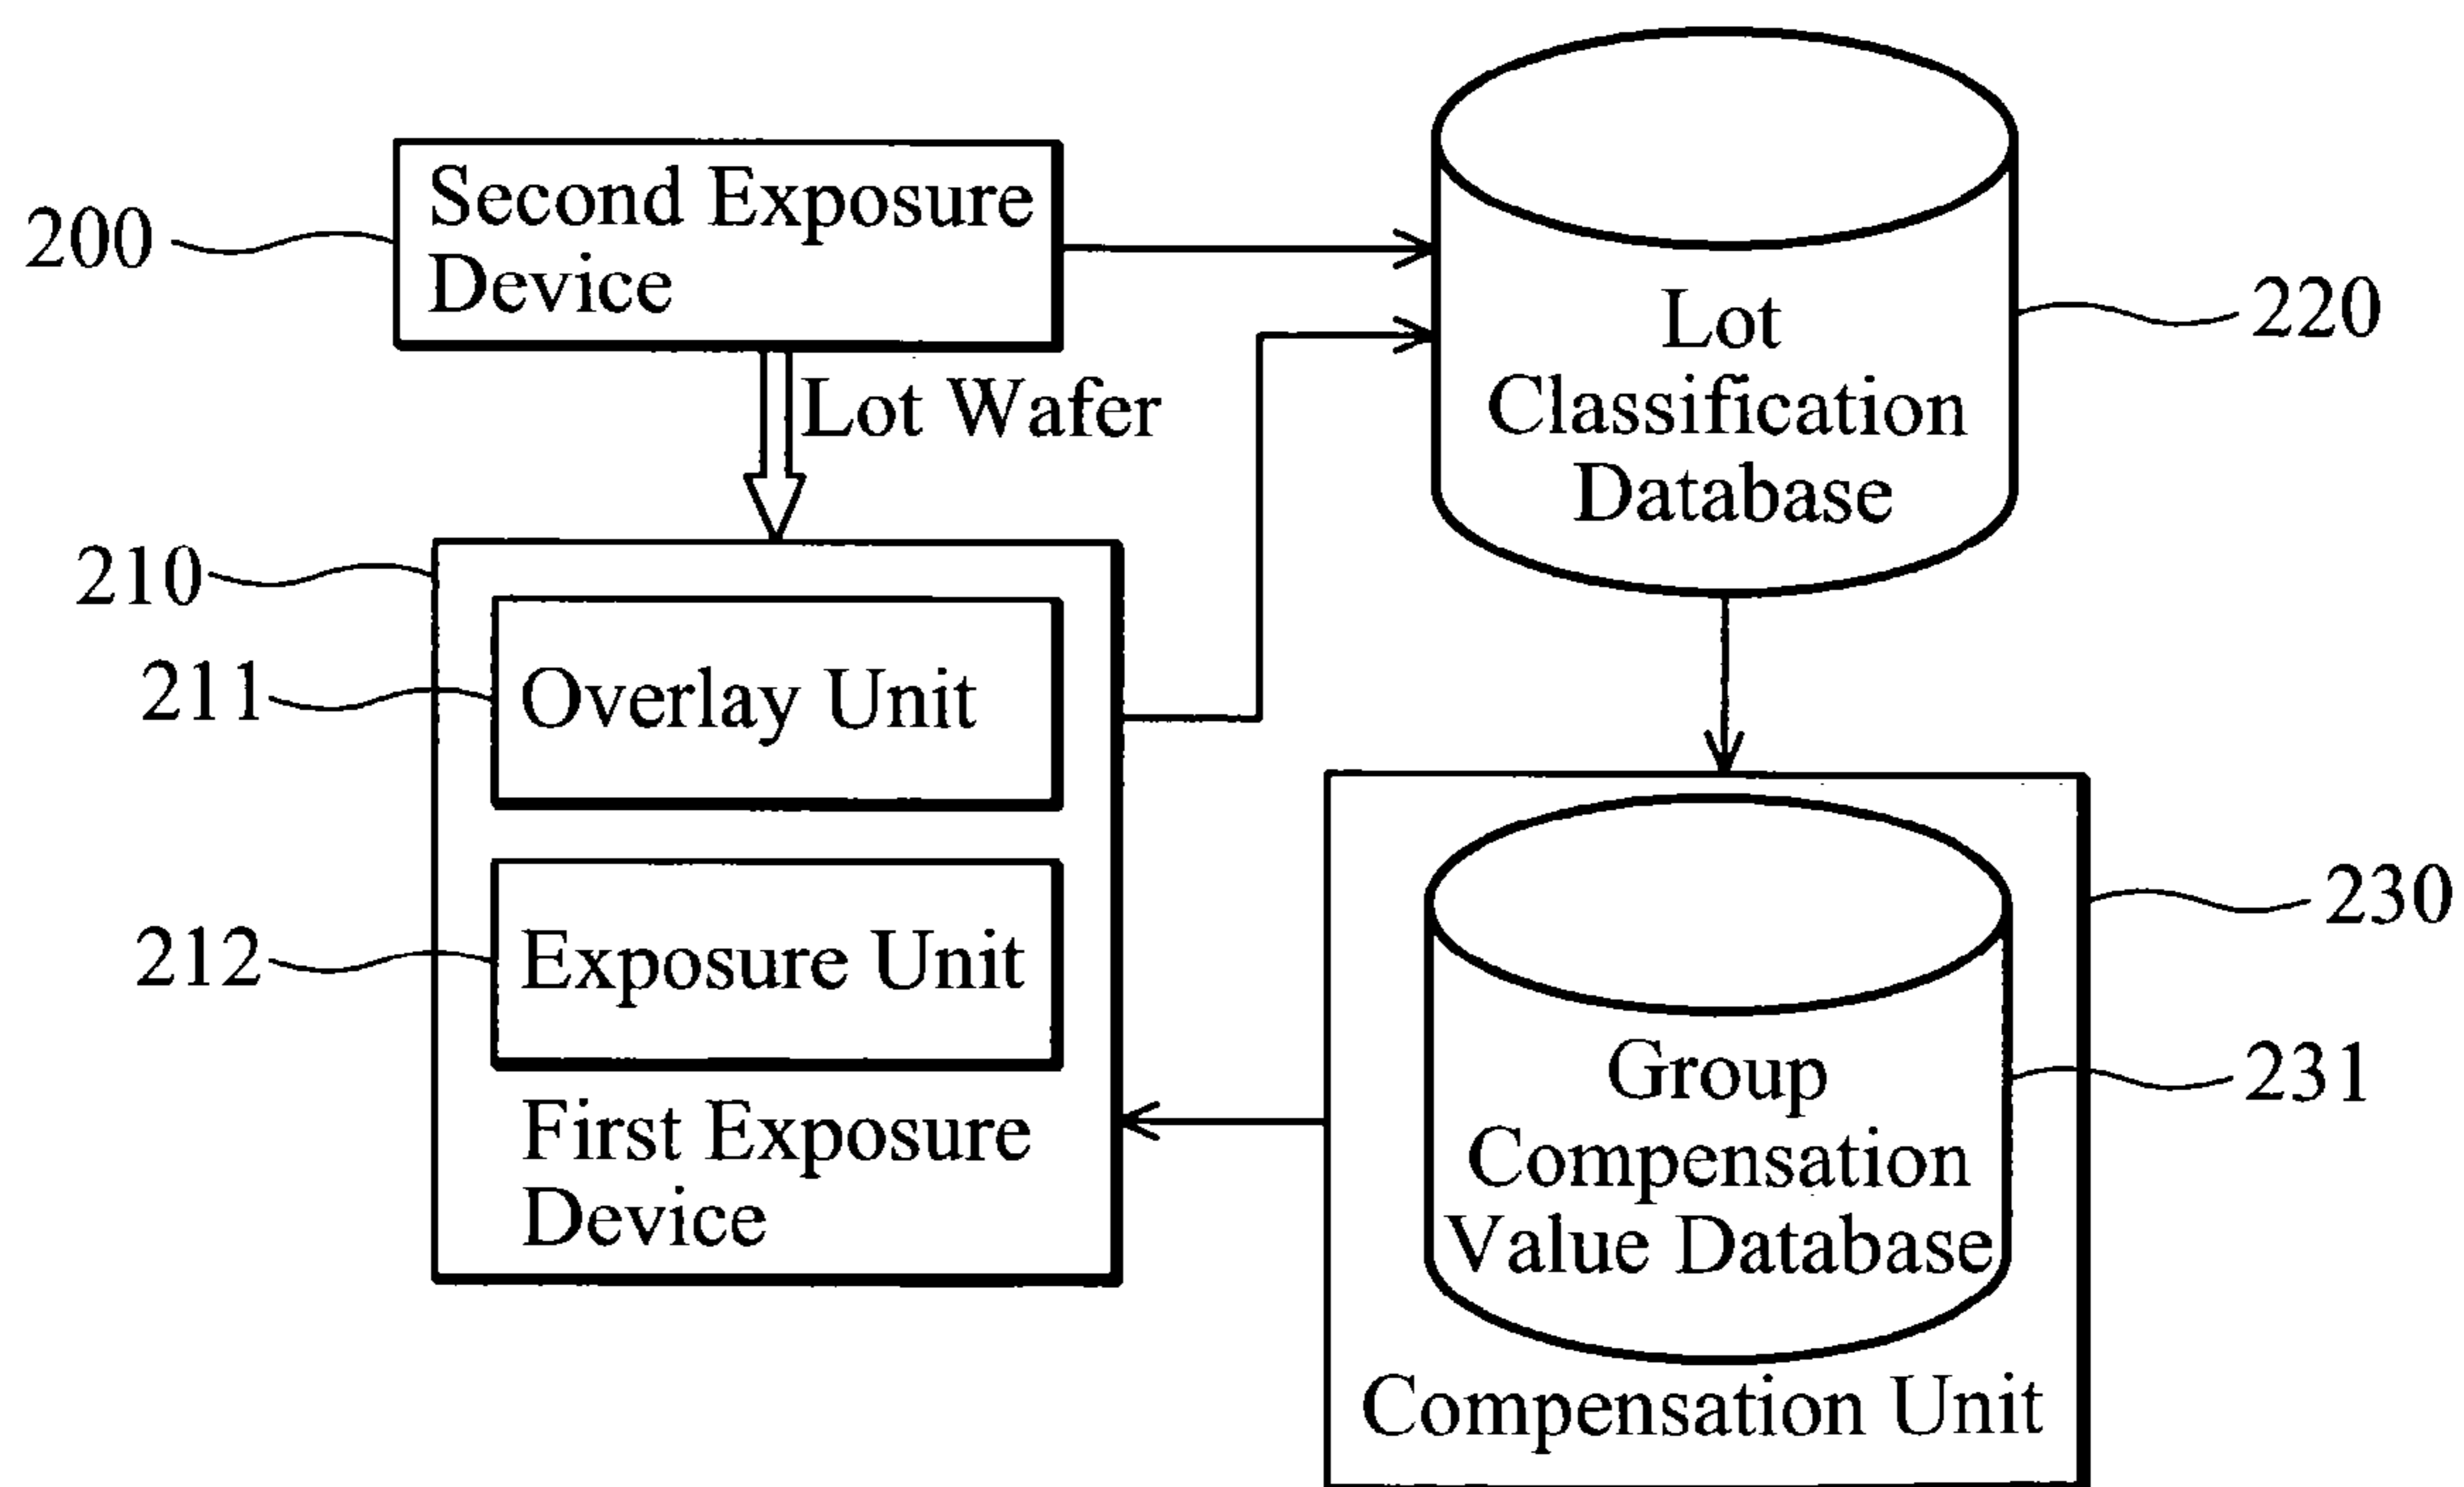 200
Second Exposure
Device
Lot Wafer
220
Lot
Classification
Database
210
211
Overlay Unit
212
Exposure Unit
First Exposure
Device
230
231
Group
Compensation
Value Database
Compensation Unit